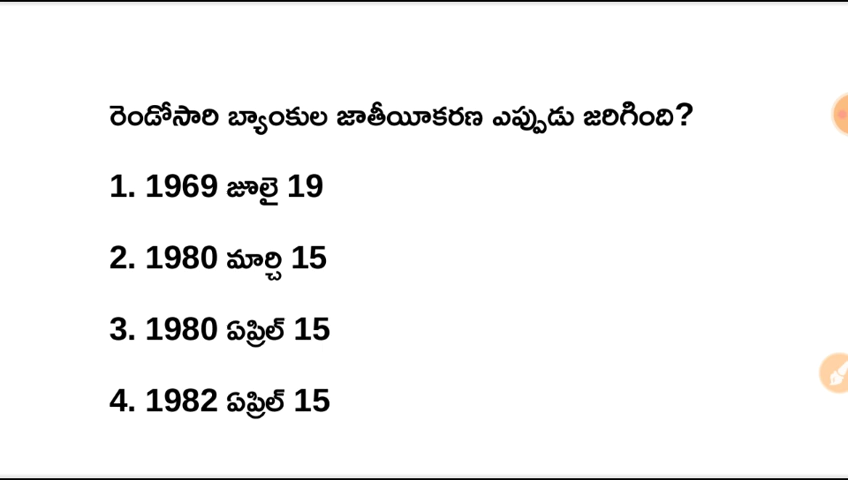 రెండోసారి బ్యాంకుల జాతీయీకరణ ఎప్పుడు జరిగింది?
1. 1969 జూలై 19
2. 1980 మార్చి 15
3. 1980 ఏప్రిల్ 15
4. 1982 ఏప్రిల్ 15